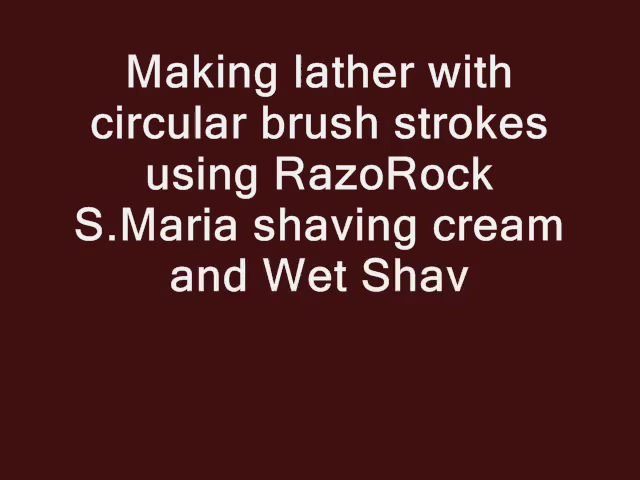 Making lather with
circular brush strokes
using RazoRock
S.Maria shaving cream
and Wet Shav